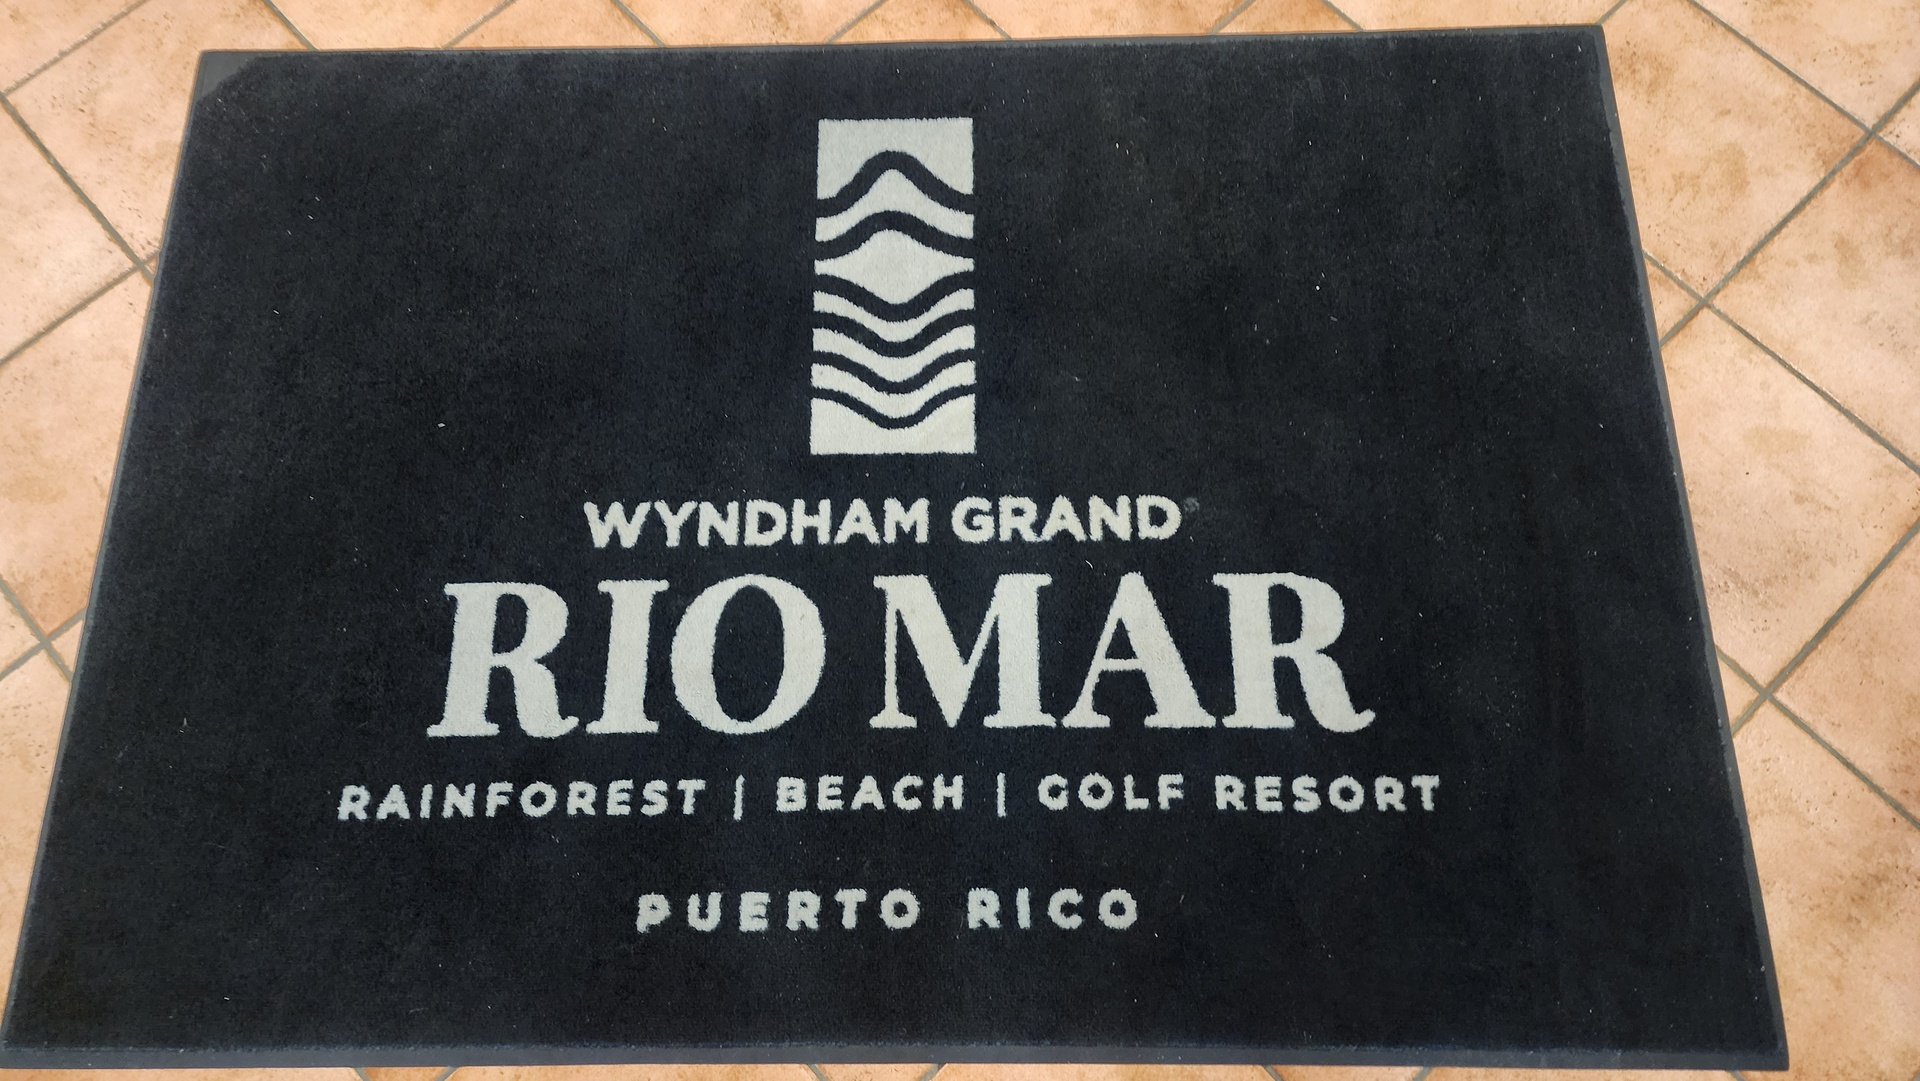 WYNDHAM GRAND
RIO MAR
RAINFOREST | BEACH | GOLF RESORT
PUERTO RICO